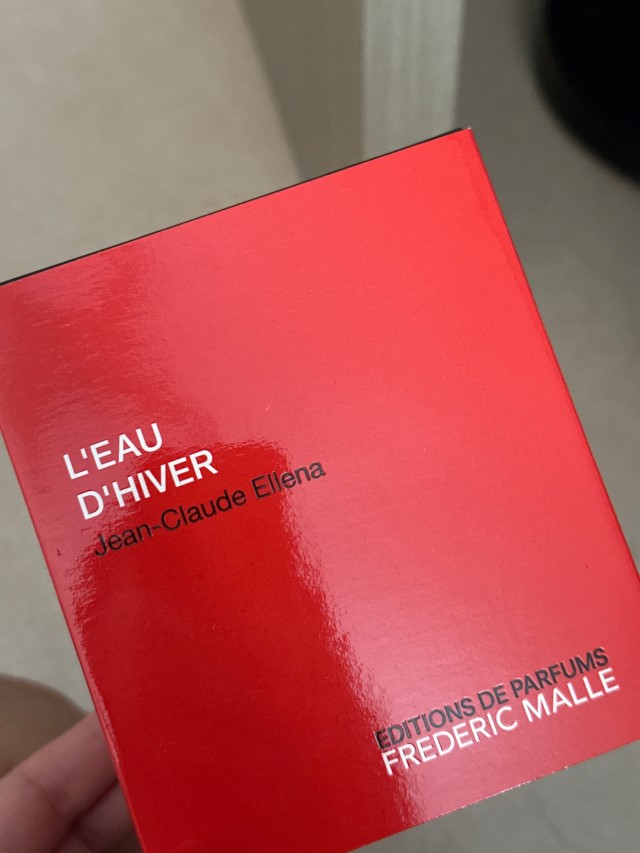 L'EAU
D'HIVER
Jean-Claude Ellena
EDITIONS DE PARFUMS
FREDERIC MALLE